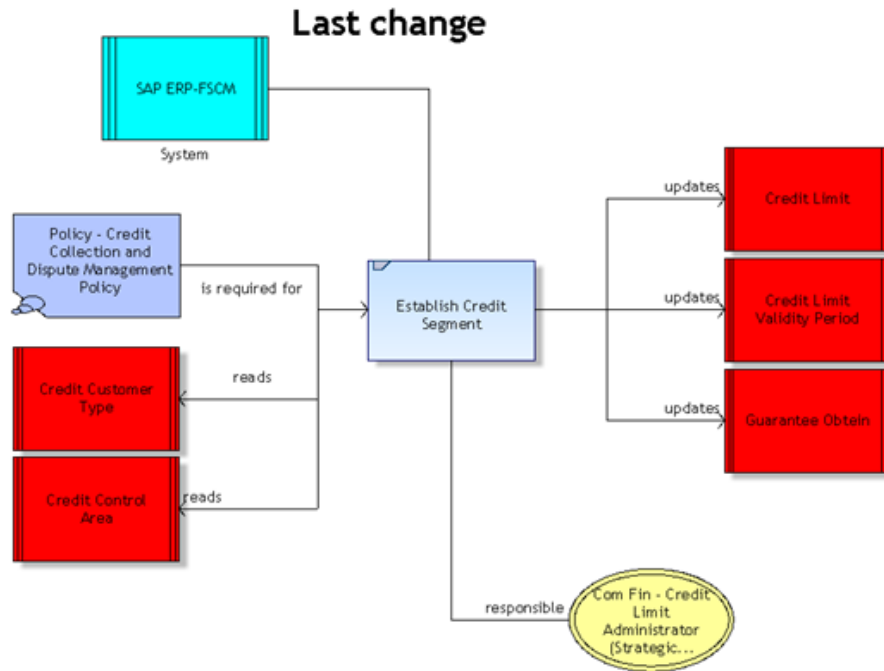 Last change
SAP ERP-FSCM
System
Policy - Credit
Collection and
Dispute Management
Policy
is required for
Credit Customer
Type
reads
Credit Control
Area
reads
Establish Credit
Segment
updates
Credit Limit
updates
Credit Limit
Validity Period
updates
Guarantee Obtein
responsible
Com Fin - Credit
Limit
Administrator
(Strategic...